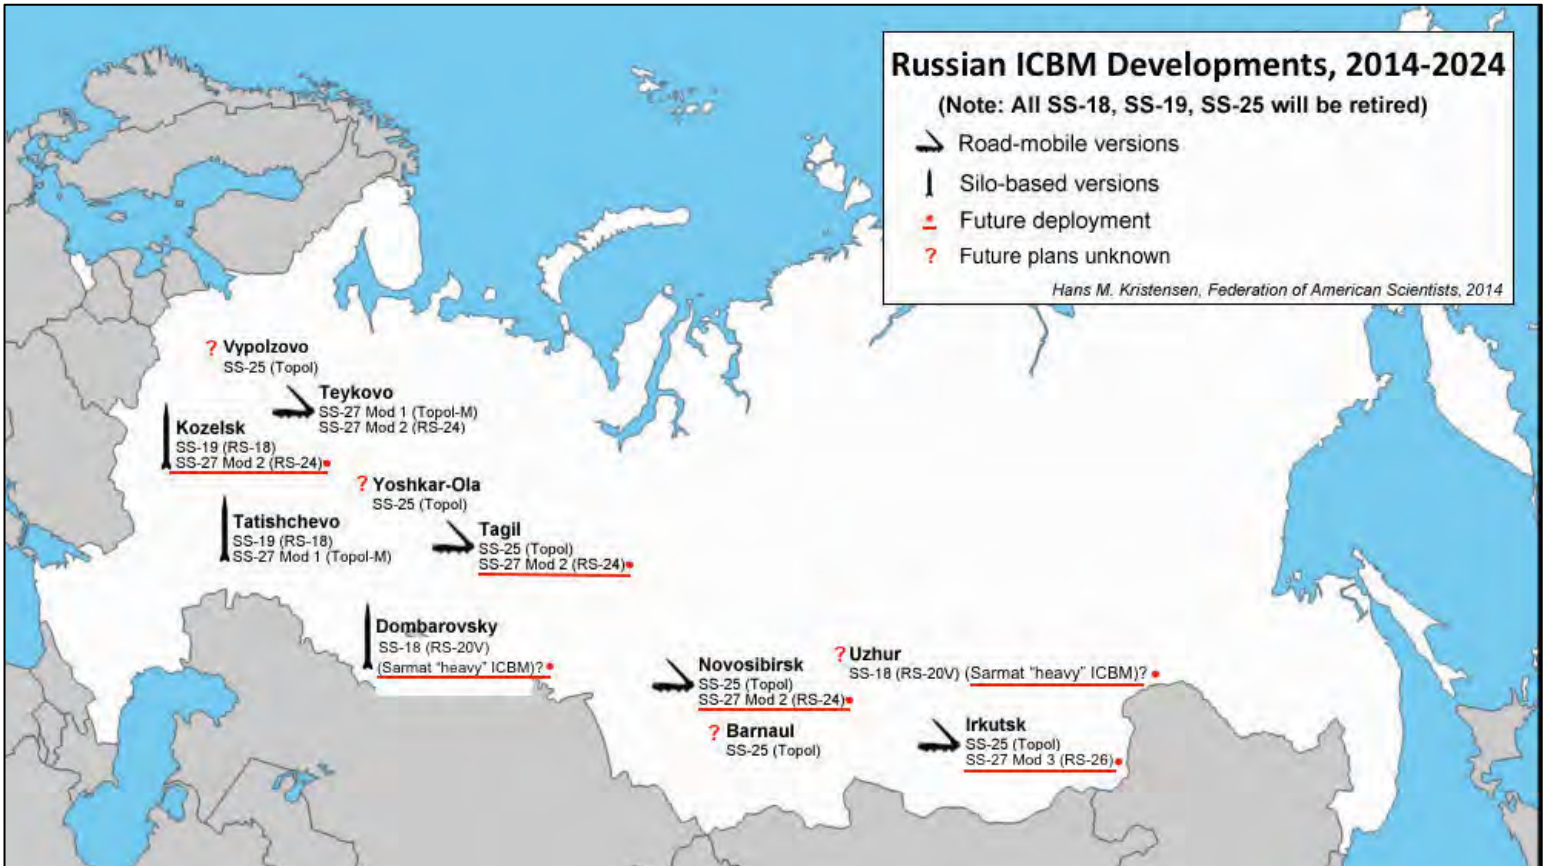 Russian ICBM Developments, 2014-2024
(Note: All SS-18, SS-19, SS-25 will be retired)
Road-mobile versions
Silo-based versions
Future deployment
? Future plans unknown
Hans M. Kristensen, Federation of American Scientists, 2014
? Vypolzovo
SS-25 (Topol)
Teykovo
SS-27 Mod 1 (Topol-M)
SS-27 Mod 2 (RS-24)
Kozelsk
SS-19 (RS-18)
SS-27 Mod 2 (RS-24)
? Yoshkar-Ola
SS-25 (Topol)
Tatishchevo
SS-19 (RS-18)
SS-27 Mod 1 (Topol-M)
Tagil
SS-25 (Topol)
SS-27 Mod 2 (RS-24)
Dombarovsky
SS-18 (RS-20V)
(Sarmat "heavy" ICBM)?
Novosibirsk
SS-25 (Topol)
SS-27 Mod 2 (RS-24)
? Uzhur
SS-18 (RS-20V) (Sarmat "heavy" ICBM)?
? Barnaul
SS-25 (Topol)
Irkutsk
SS-25 (Topol)
SS-27 Mod 3 (RS-26)